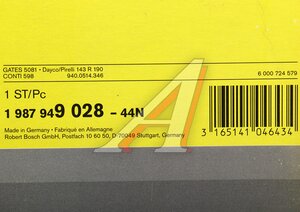 GATES 5081 - Dayco/Pirelli 143 R 190
CONTI 598 940.0514.346
6 000 724 579
1 ST/Pc
1 987 949 028 - 44N
Made in Germany • Fabriqué en Allemagne
Robert Bosch GmbH, Postfach 10 60 50, D-70049 Stuttgart, Germany
3 165141 046434